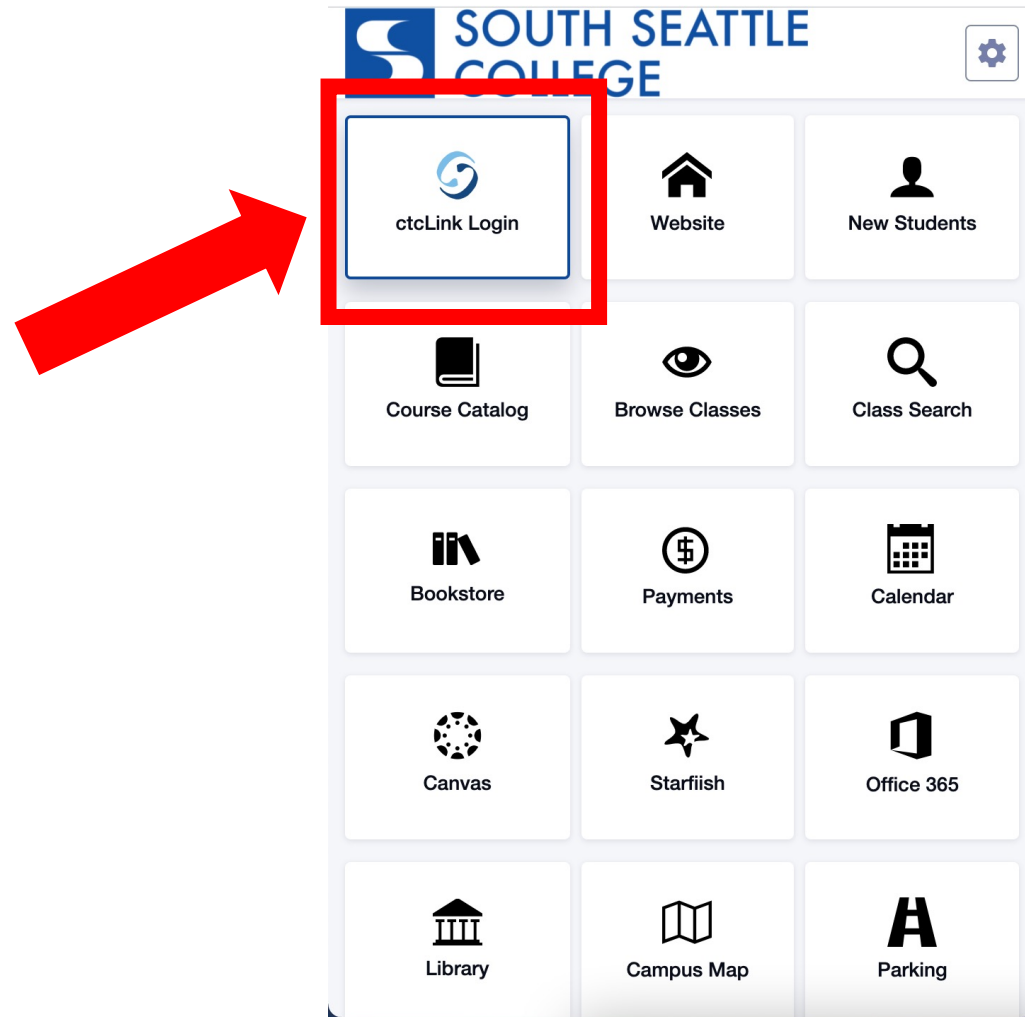 SOUTH SEATTLE
COLLEGE
ctcLink Login
Website
New Students
Course Catalog
Browse Classes
Class Search
Bookstore
Payments
Calendar
Canvas
Starfiish
Office 365
Library
Campus Map
Parking